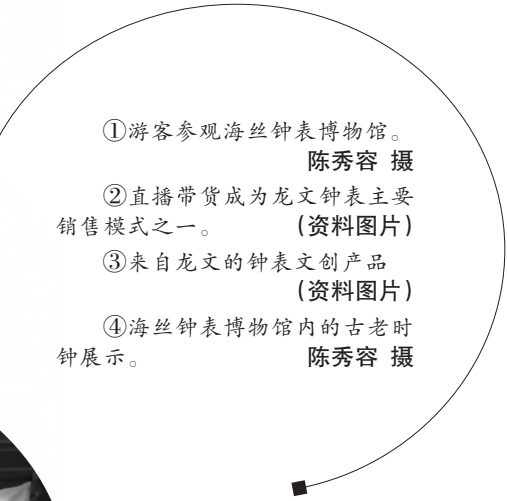 ①游客参观海丝钟表博物馆。
陈秀容 摄
②直播带货成为龙文钟表主要
销售模式之一。 (资料图片)
③来自龙文的钟表文创产品
(资料图片)
④海丝钟表博物馆内的古老时
钟展示。 陈秀容 摄